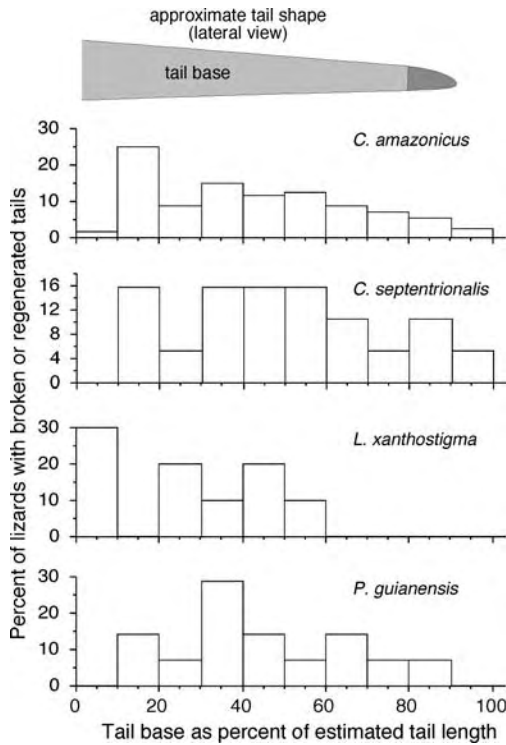 approximate tail shape
(lateral view)
tail base
Percent of lizards with broken or regenerated tails
30
20
10
0
C. amazonicus
16
12
8
4
0
C. septentrionalis
30
20
10
0
L. xanthostigma
30
20
10
0
P. guianensis
0 20 40 60 80 100
Tail base as percent of estimated tail length